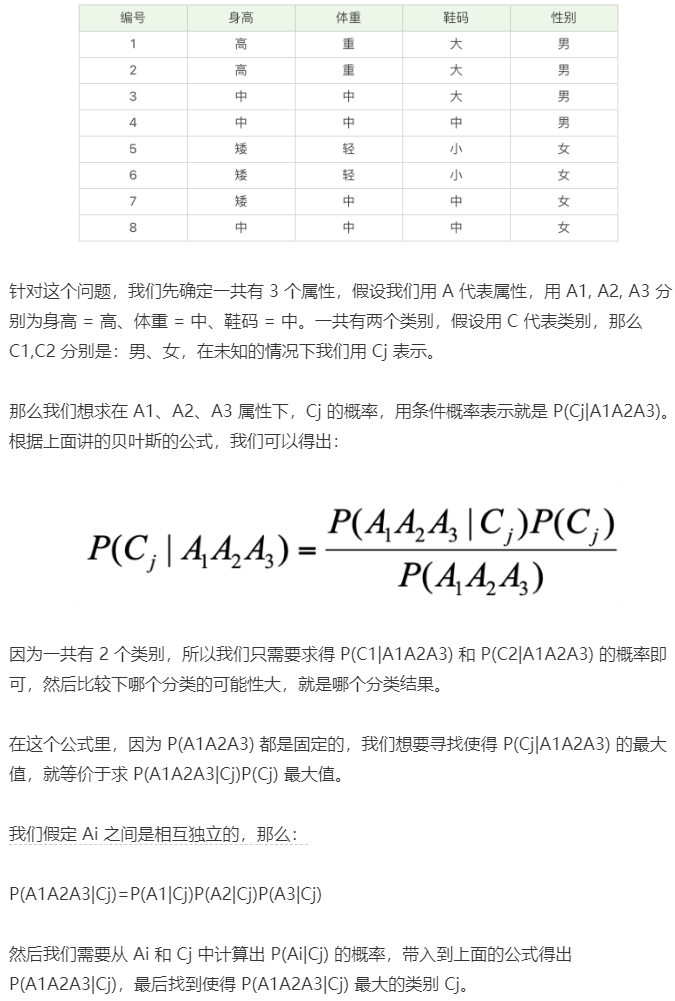 编号 身高 体重 鞋码 性别
1 高 重 大 男
2 高 重 大 男
3 中 中 大 男
4 中 中 中 男
5 矮 轻 小 女
6 矮 轻 小 女
7 矮 中 中 女
8 中 中 中 女
针对这个问题，我们先确定一共有 3 个属性，假设我们用 A 代表属性，用 A1, A2, A3 分
别为身高 = 高、体重 = 中、鞋码 = 中。一共有两个类别，假设用 C 代表类别，那么
C1,C2 分别是：男、女，在未知的情况下我们用 Cj 表示。
那么我们想求在 A1、A2、A3 属性下，Cj 的概率，用条件概率表示就是 P(Cj|A1A2A3)。
根据上面讲的贝叶斯的公式，我们可以得出：
P(C_j | A_1A_2A_3) = \frac{P(A_1A_2A_3 | C_j)P(C_j)}{P(A_1A_2A_3)}
因为一共有 2 个类别，所以我们只需要求得 P(C1|A1A2A3) 和 P(C2|A1A2A3) 的概率即
可，然后比较下哪个分类的可能性大，就是哪个分类结果。
在这个公式里，因为 P(A1A2A3) 都是固定的，我们想要寻找使得 P(Cj|A1A2A3) 的最大
值，就等价于求 P(A1A2A3|Cj)P(Cj) 最大值。
我们假定 Ai 之间是相互独立的，那么：
P(A1A2A3|Cj)=P(A1|Cj)P(A2|Cj)P(A3|Cj)
然后我们需要从 Ai 和 Cj 中计算出 P(Ai|Cj) 的概率，带入到上面的公式得出
P(A1A2A3|Cj)，最后找到使得 P(A1A2A3|Cj) 最大的类别 Cj。